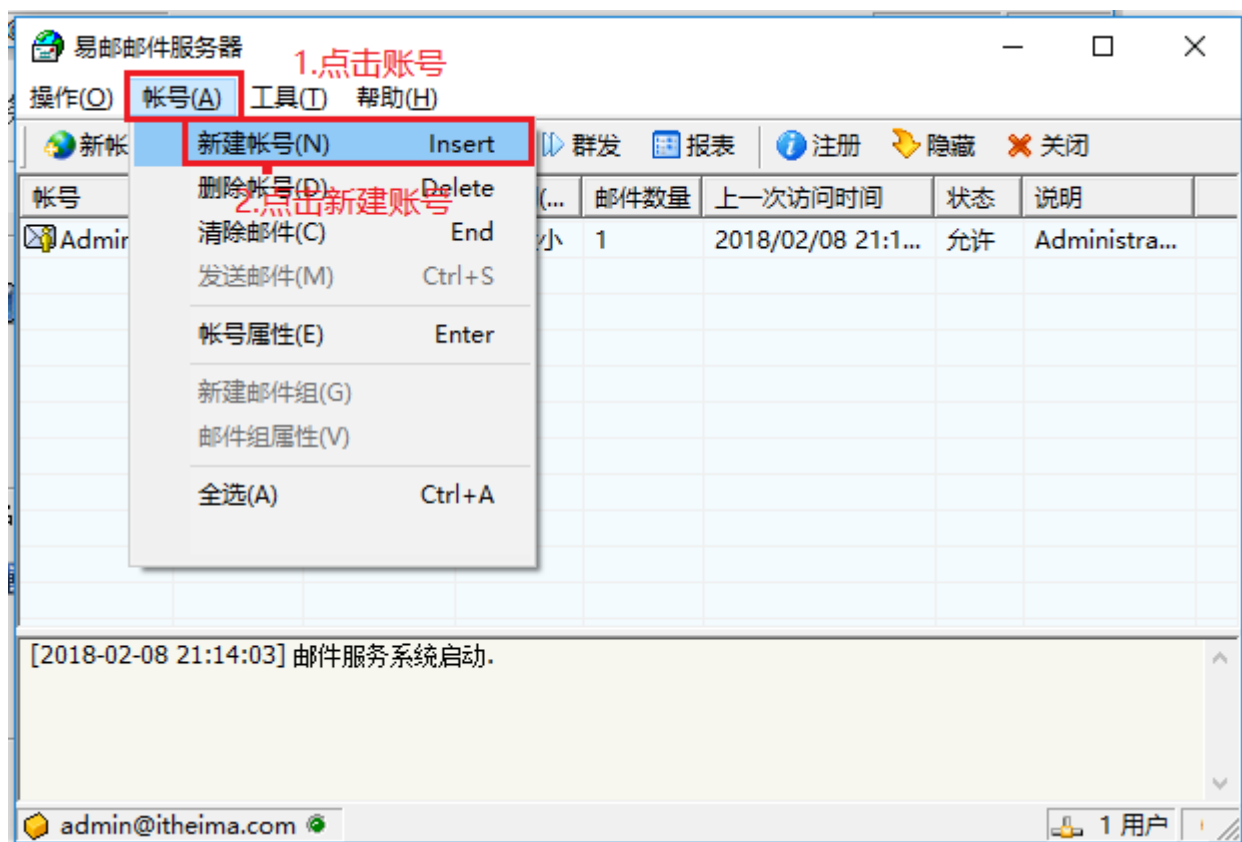 易邮邮件服务器
1.点击账号
操作(O) 帐号(A) 工具(T) 帮助(H)
新帐 群发 报表 注册 隐藏 关闭
新建帐号(N) Insert
删除帐号(D) Delete
2.点击新建账号
清除邮件(C) End
发送邮件(M) Ctrl+S
帐号属性(E) Enter
新建邮件组(G)
邮件组属性(V)
全选(A) Ctrl+A
帐号 (... 邮件数量 上一次访问时间 状态 说明
Admin 小 1 2018/02/08 21:1... 允许 Administra...
[2018-02-08 21:14:03] 邮件服务系统启动.
admin@itheima.com 1 用户